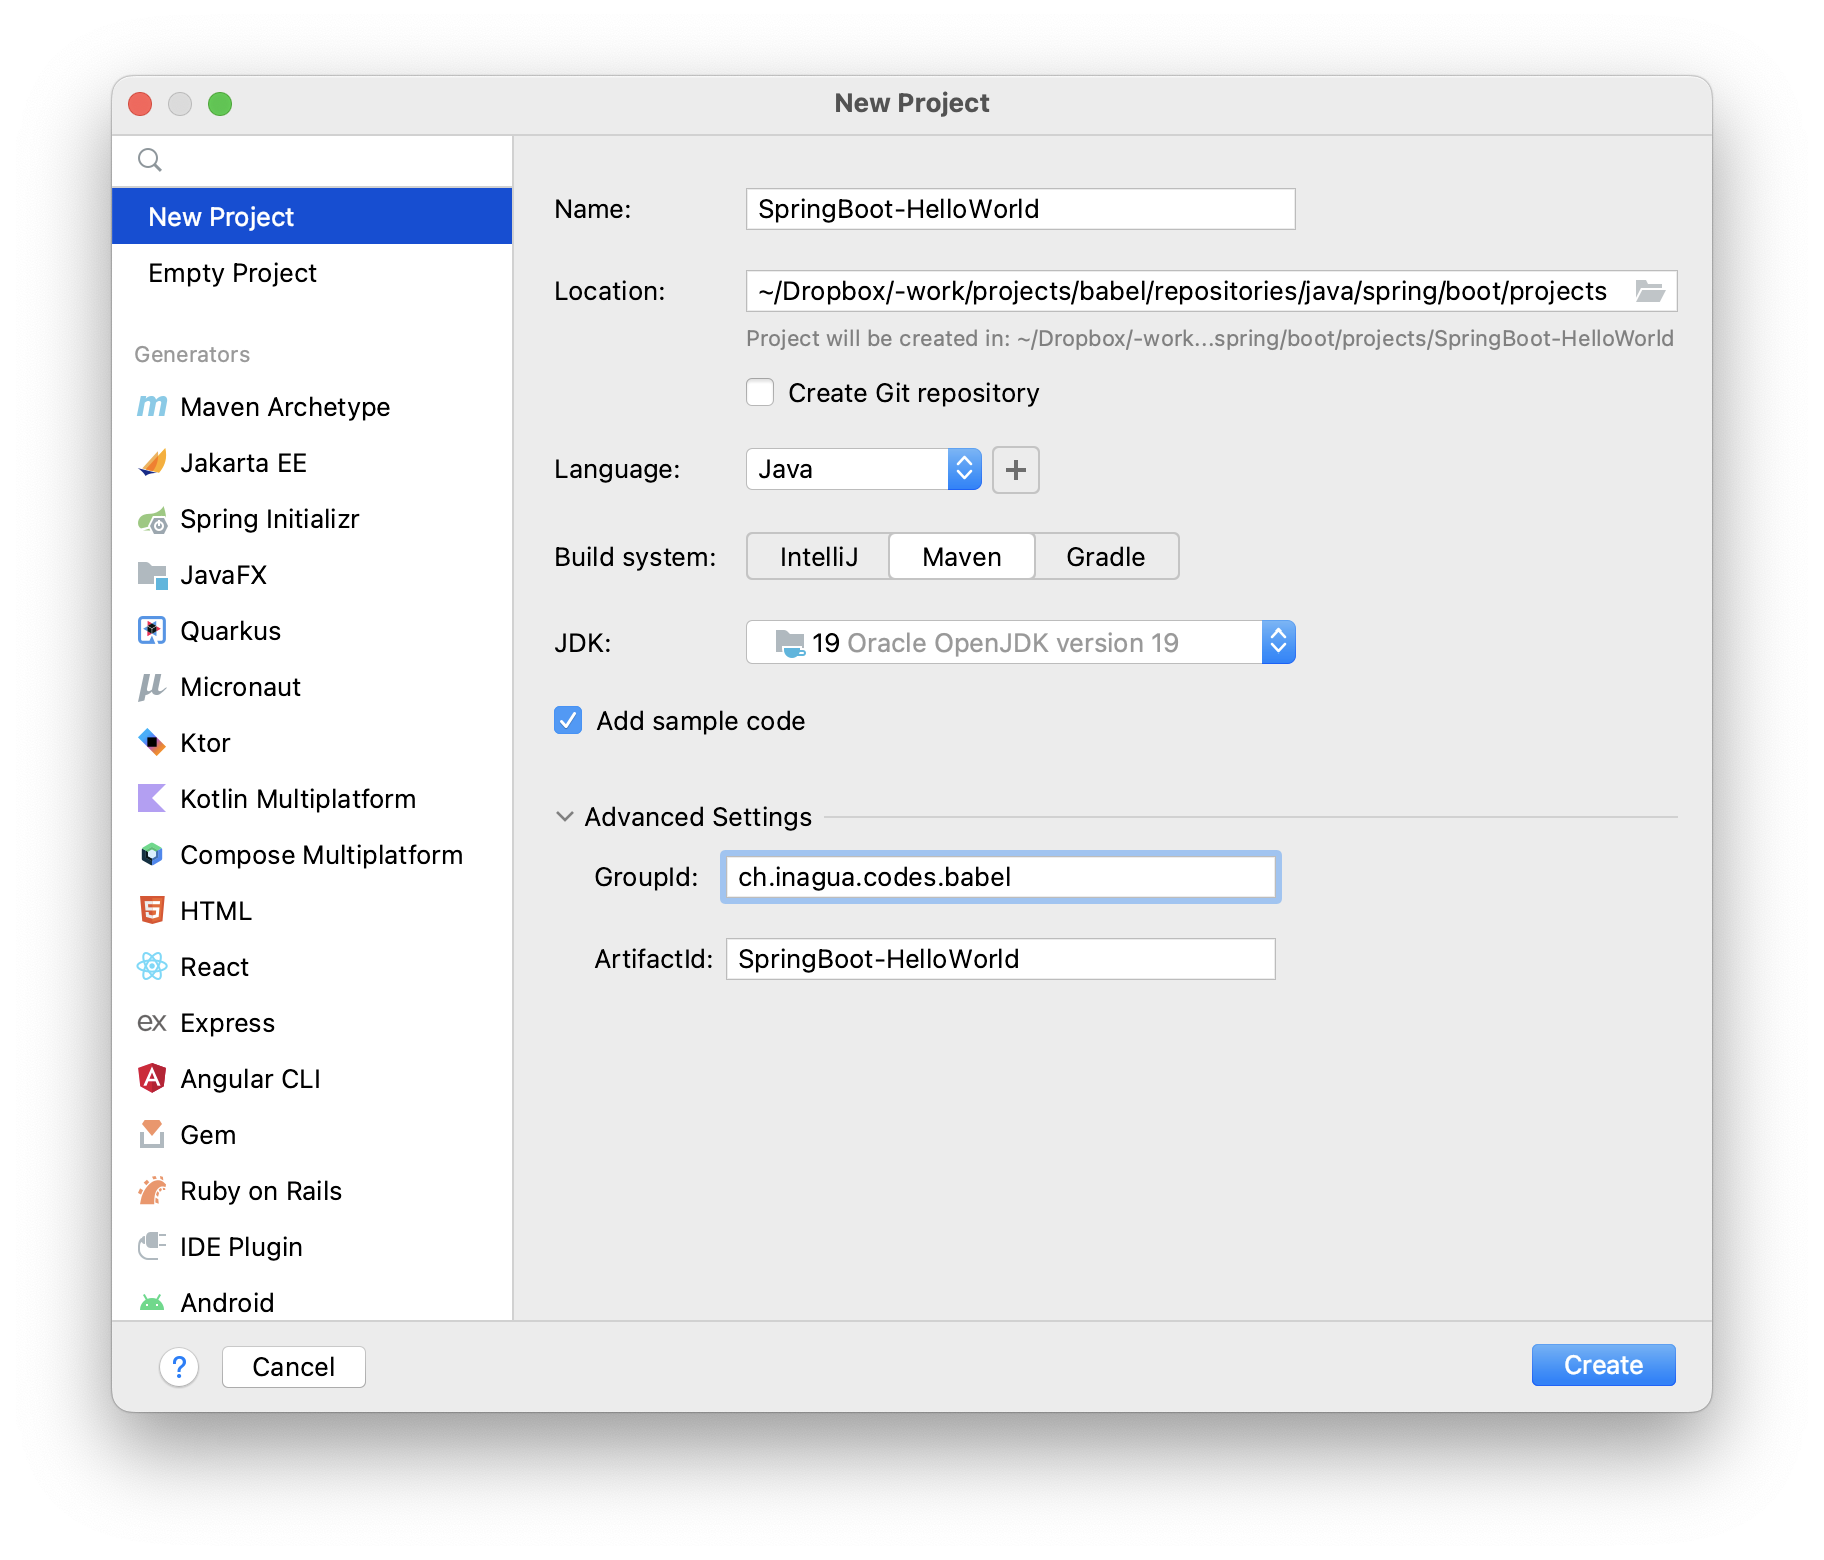 New Project
New Project
Empty Project
Generators
Maven Archetype
Jakarta EE
Spring Initializr
JavaFX
Quarkus
Micronaut
Ktor
Kotlin Multiplatform
Compose Multiplatform
HTML
React
ex Express
Angular CLI
Gem
Ruby on Rails
IDE Plugin
Android
Name: SpringBoot-HelloWorld
Location: ~/Dropbox/-work/projects/babel/repositories/java/spring/boot/projects
Project will be created in: ~/Dropbox/-work...spring/boot/projects/SpringBoot-HelloWorld
Create Git repository
Language: Java
Build system: IntelliJ Maven Gradle
JDK: 19 Oracle OpenJDK version 19
Add sample code
Advanced Settings
GroupId: ch.inagua.codes.babel
ArtifactId: SpringBoot-HelloWorld
? Cancel Create